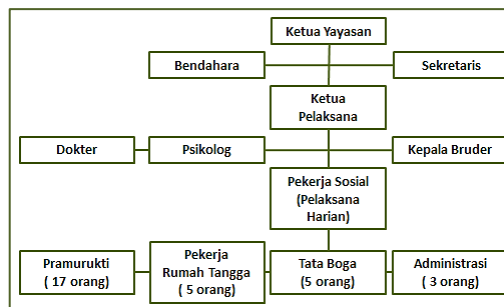 Ketua Yayasan
Bendahara
Sekretaris
Ketua
Pelaksana
Dokter
Psikolog
Kepala Bruder
Pekerja Sosial
(Pelaksana
Harian)
Pramurukti
( 17 orang)
Pekerja
Rumah Tangga
( 5 orang)
Tata Boga
(5 orang)
Administrasi
( 3 orang)